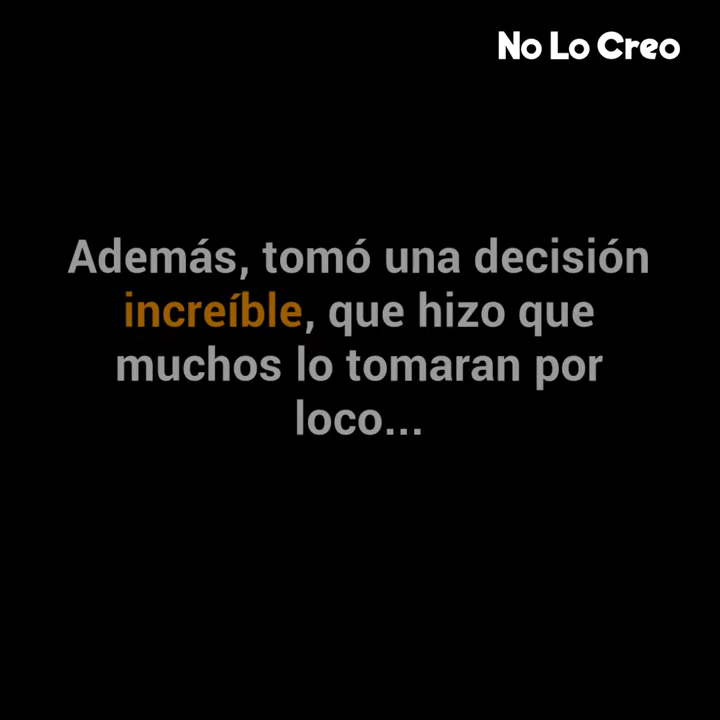 No Lo Creo
Además, tomó una decisión
increíble, que hizo que
muchos lo tomaran por
loco...